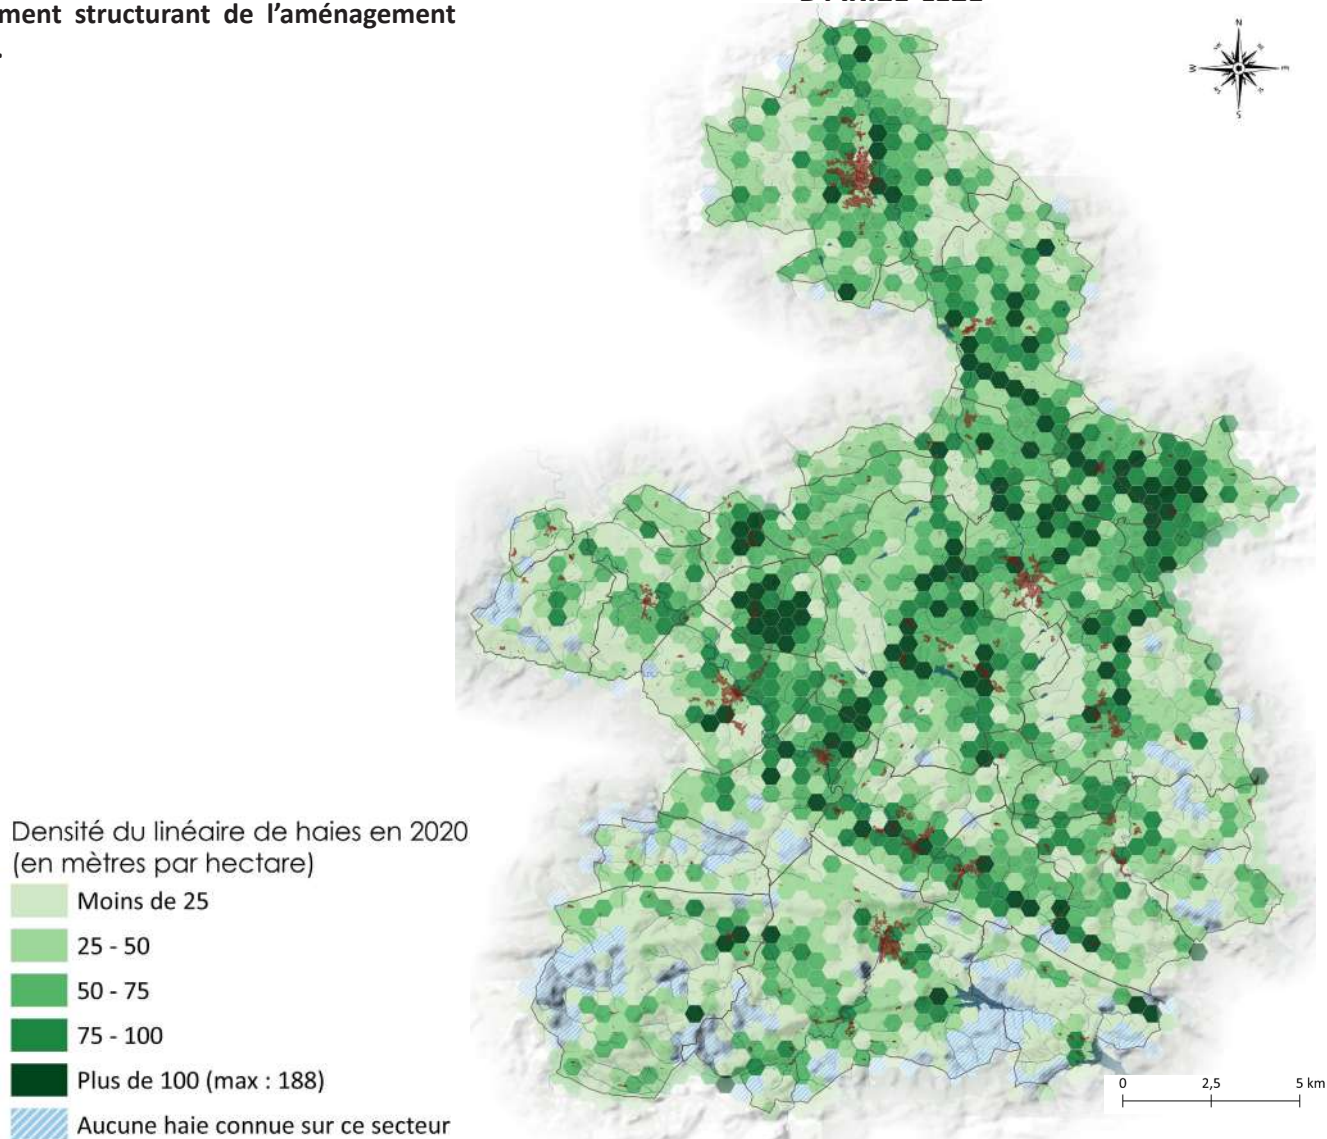 ment structurant de l’aménagement
.
N
E
S
W
Densité du linéaire de haies en 2020
(en mètres par hectare)
Moins de 25
25 - 50
50 - 75
75 - 100
Plus de 100 (max : 188)
Aucune haie connue sur ce secteur
0 2,5 5 km